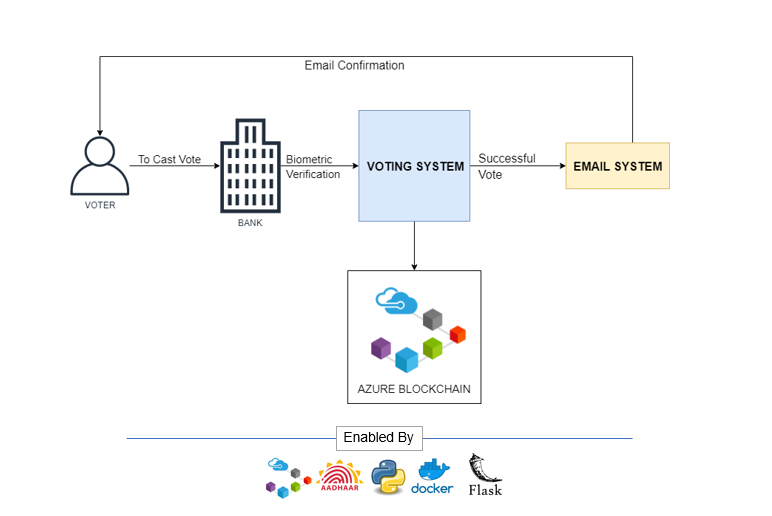 Email Confirmation
To Cast Vote
Biometric
Verification
VOTING SYSTEM
Successful
Vote
EMAIL SYSTEM
VOTER
BANK
AZURE BLOCKCHAIN
Enabled By
AADHAAR
docker
Flask